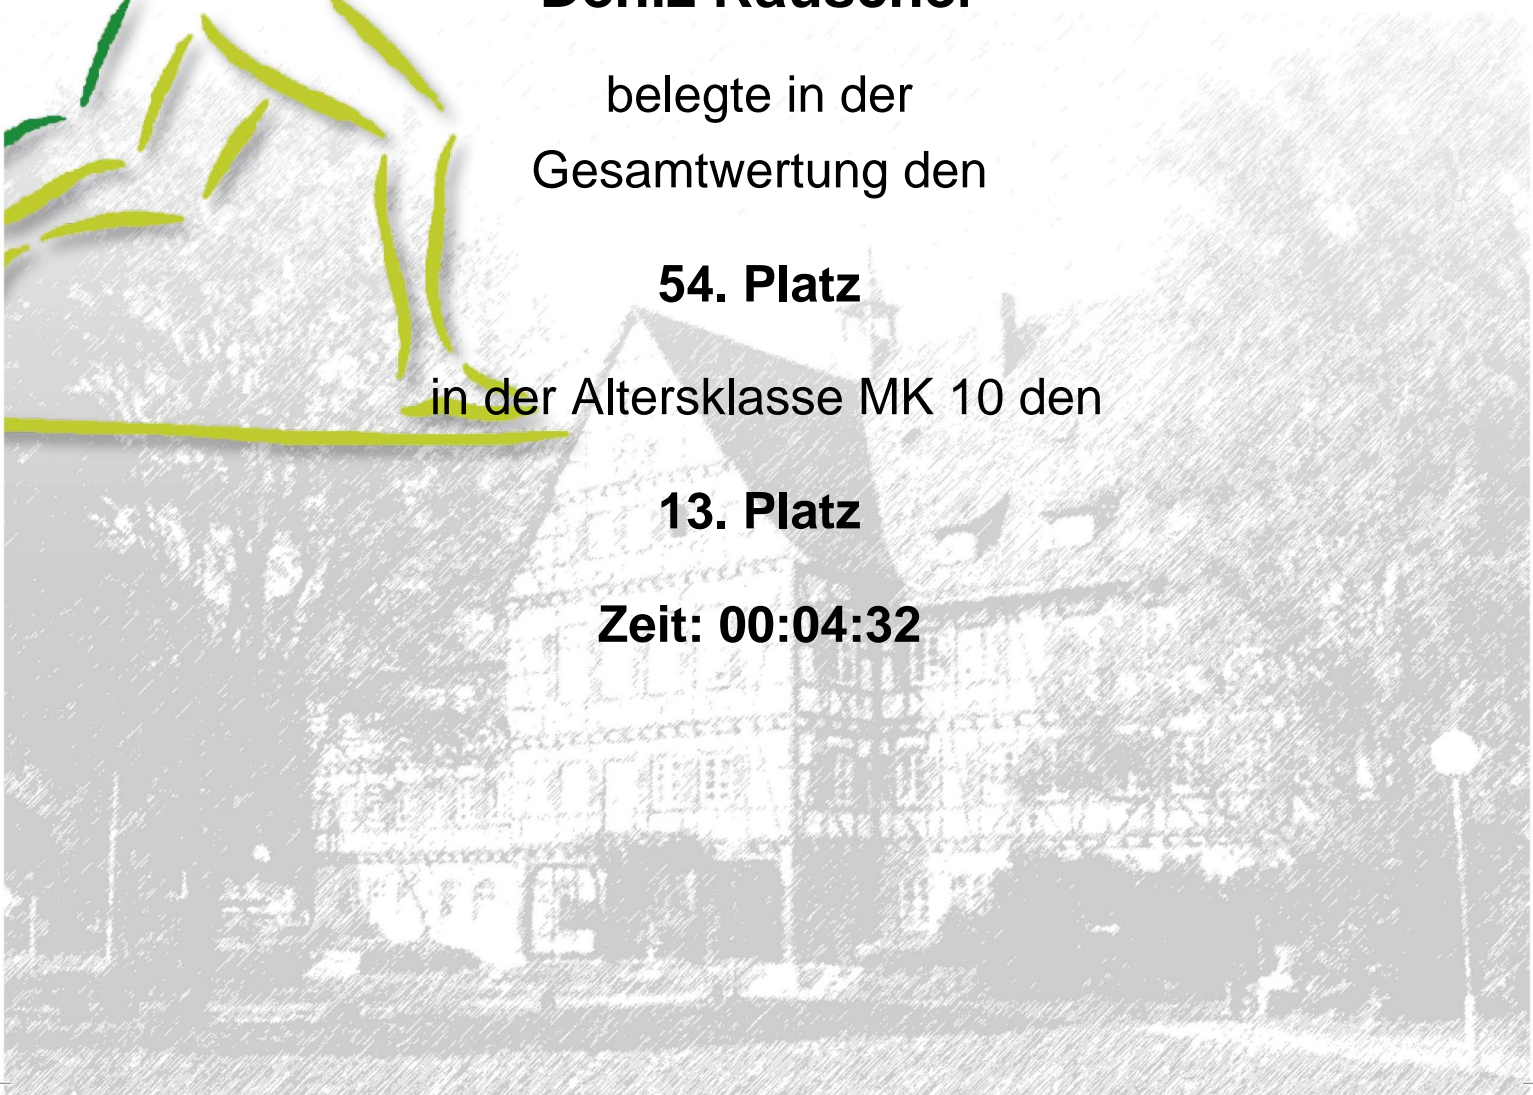 belegte in der
Gesamtwertung den
54. Platz
in der Altersklasse MK 10 den
13. Platz
Zeit: 00:04:32